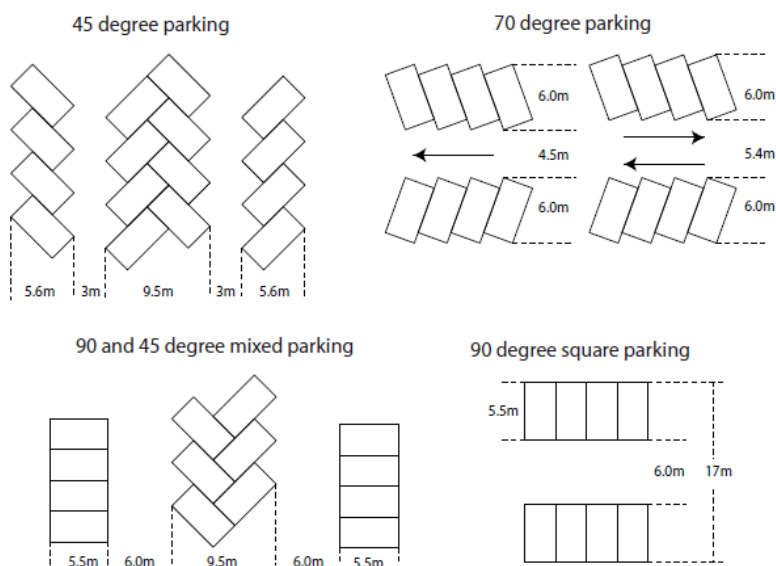 45 degree parking
70 degree parking
6.0m
6.0m
4.5m
5.4m
6.0m
6.0m
5.6m 3m 9.5m 3m 5.6m
90 and 45 degree mixed parking
90 degree square parking
5.5m
6.0m 17m
5.5m 6.0m 9.5m 6.0m 5.5m